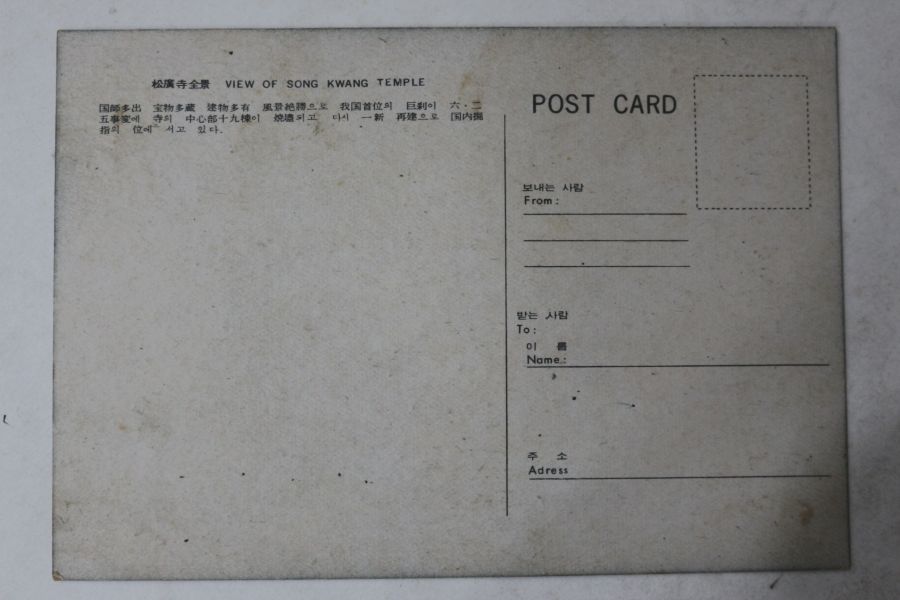 松廣寺全景 VIEW OF SONG KWANG TEMPLE
国師多出 宝物多蔵 建物多有 風景絶勝으로 我国首位의 巨刹이 六·二
五事変에 寺의 中心部十九棟이 焼墟되고 다시 一新 再建으로 国内掘
指의 位에 서고 있다.
POST CARD
보내는 사람
From:
받는 사람
To:
이 름
Name:
주 소
Adress